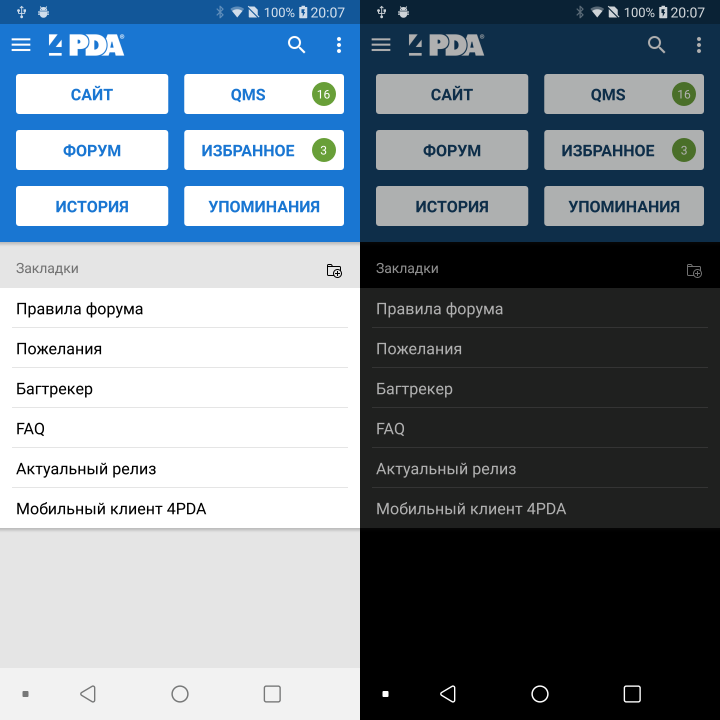 100% 20:07
4PDA
САЙТ
QMS 16
ФОРУМ
ИЗБРАННОЕ 3
ИСТОРИЯ
УПОМИНАНИЯ
Закладки
Правила форума
Пожелания
Багтрекер
FAQ
Актуальный релиз
Мобильный клиент 4PDA
100% 20:07
4PDA
САЙТ
QMS 16
ФОРУМ
ИЗБРАННОЕ 3
ИСТОРИЯ
УПОМИНАНИЯ
Закладки
Правила форума
Пожелания
Багтрекер
FAQ
Актуальный релиз
Мобильный клиент 4PDA